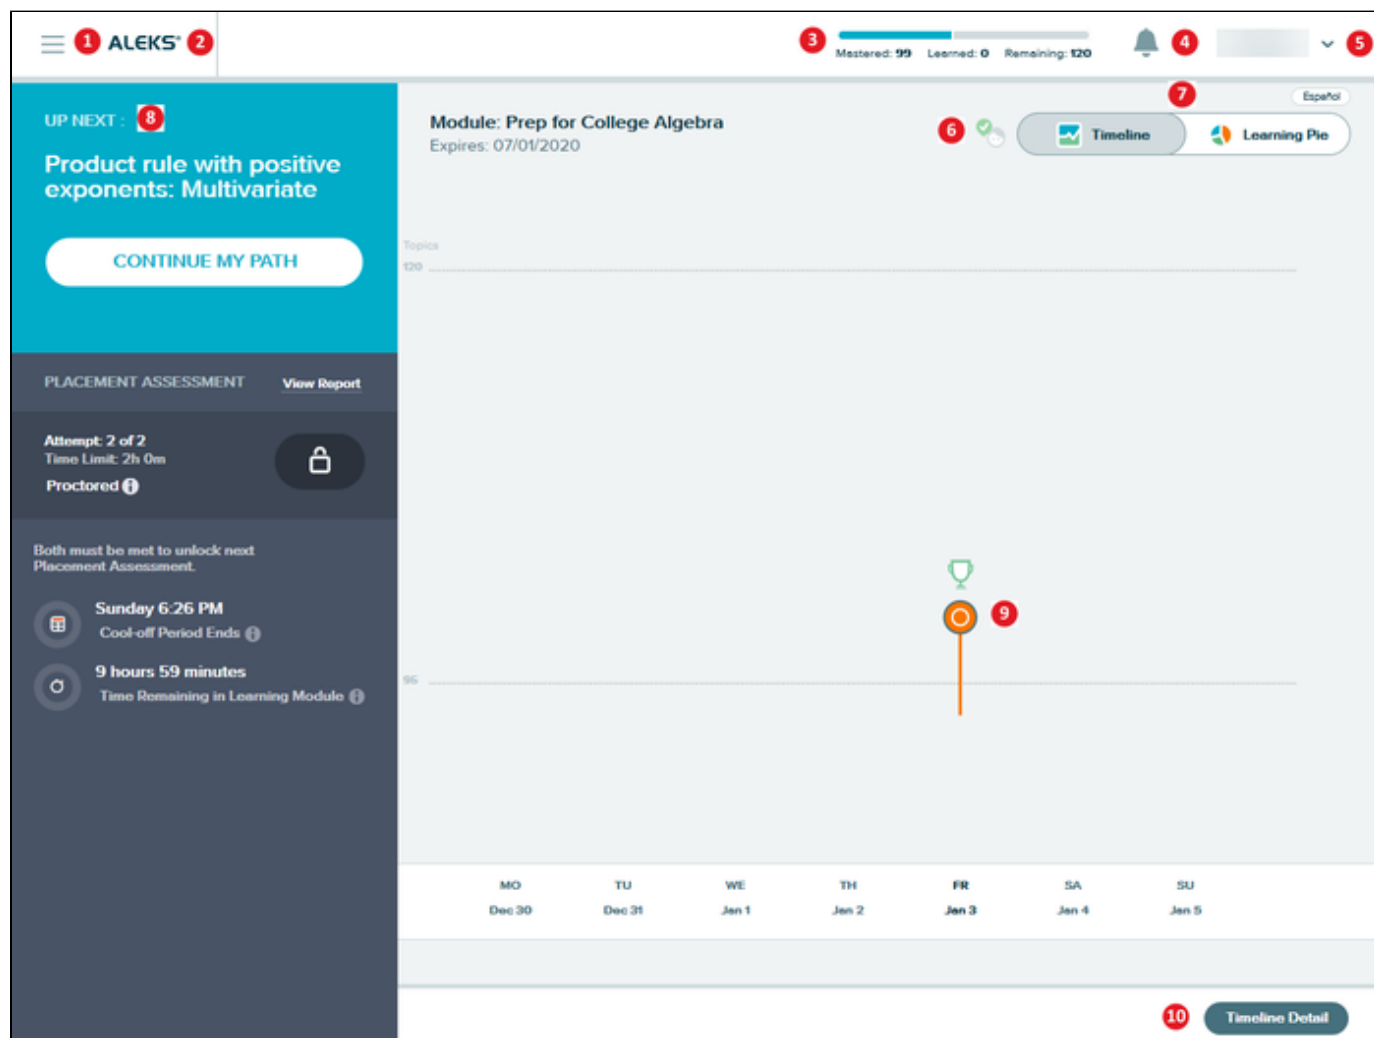 1 ALEKS® 2
3 Mastered: 99 Learned: 0 Remaining: 120
4
5
UP NEXT : 8
Product rule with positive
exponents: Multivariate
CONTINUE MY PATH
PLACEMENT ASSESSMENT View Report
Attempt: 2 of 2
Time Limit: 2h 0m
Proctored
Both must be met to unlock next
Placement Assessment.
Sunday 6:26 PM
Cool-off Period Ends
9 hours 59 minutes
Time Remaining in Learning Module
7
Español
Module: Prep for College Algebra
Expires: 07/01/2020
6
Timeline Learning Pie
Topics
120
9
96
MO TU WE TH FR SA SU
Dec 30 Dec 31 Jan 1 Jan 2 Jan 3 Jan 4 Jan 5
10 Timeline Detail